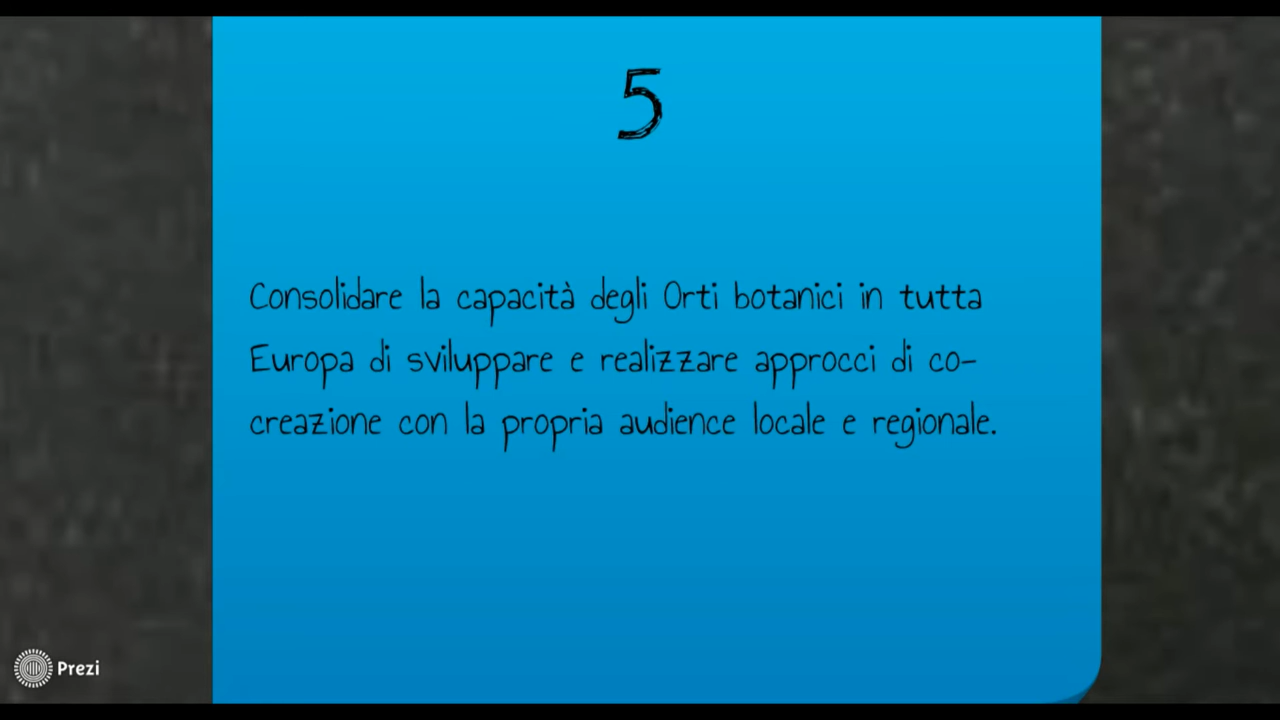 5
Consolidare la capacità degli Orti botanici in tutta
Europa di sviluppare e realizzare approcci di co-
creazione con la propria audience locale e regionale.
Prezi